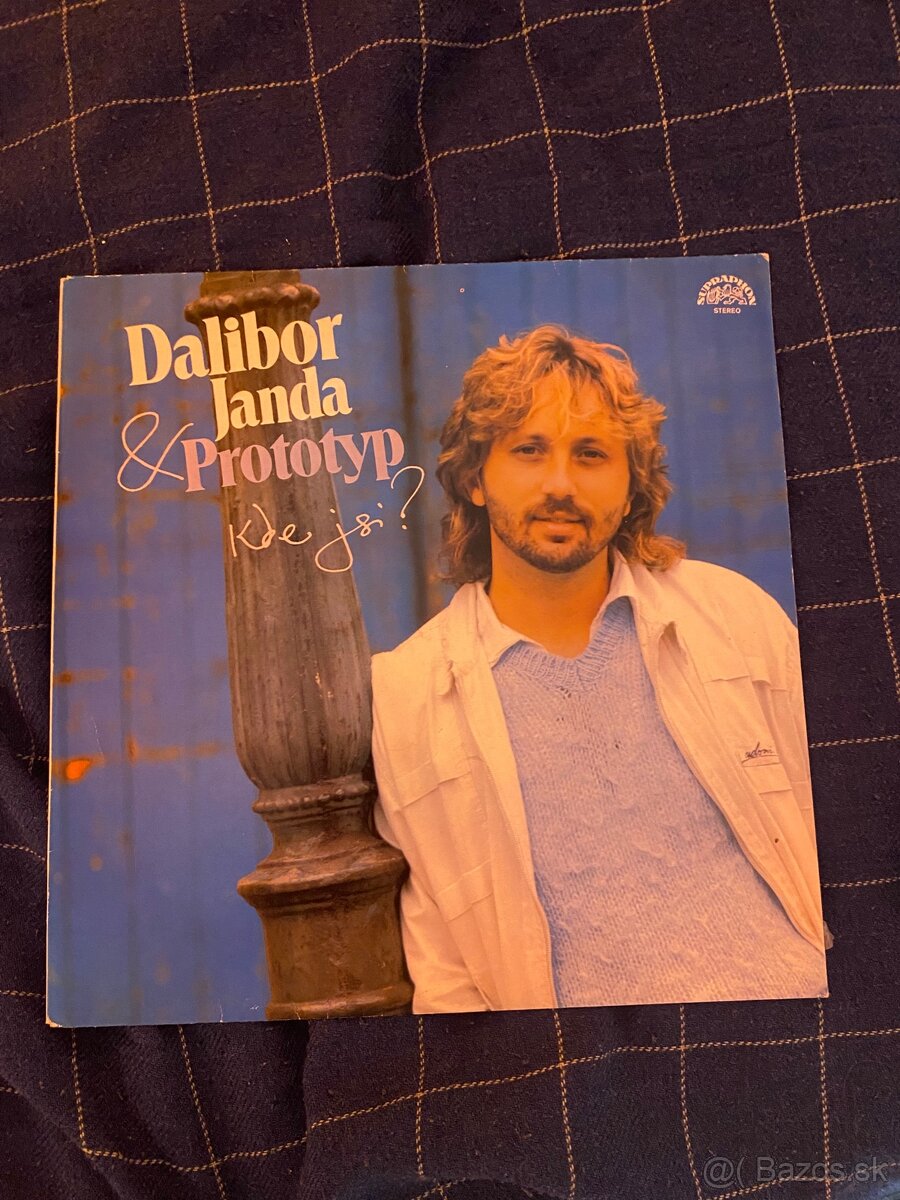 Dalibor
Janda
& Prototyp
Kde jsi?
SUPRAPHON
STEREO
@( Bazos.sk